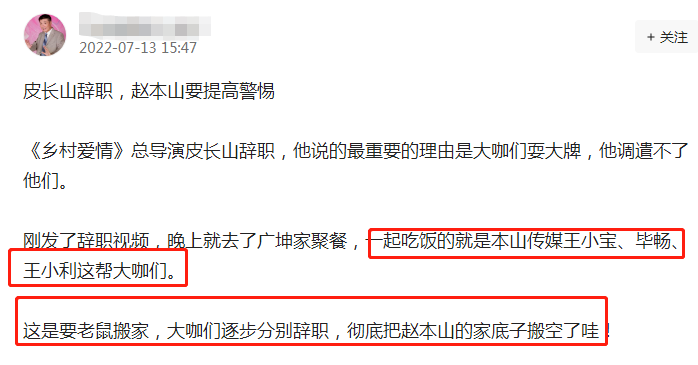 2022-07-13 15:47
+ 关注
皮长山辞职，赵本山要提高警惕
《乡村爱情》总导演皮长山辞职，他说的最重要的理由是大咖们耍大牌，他调遣不了
他们。
刚发了辞职视频，晚上就去了广坤家聚餐，一起吃饭的就是本山传媒王小宝、毕畅、
王小利这帮大咖们。
这是要老鼠搬家，大咖们逐步分别辞职，彻底把赵本山的家底子搬空了哇！